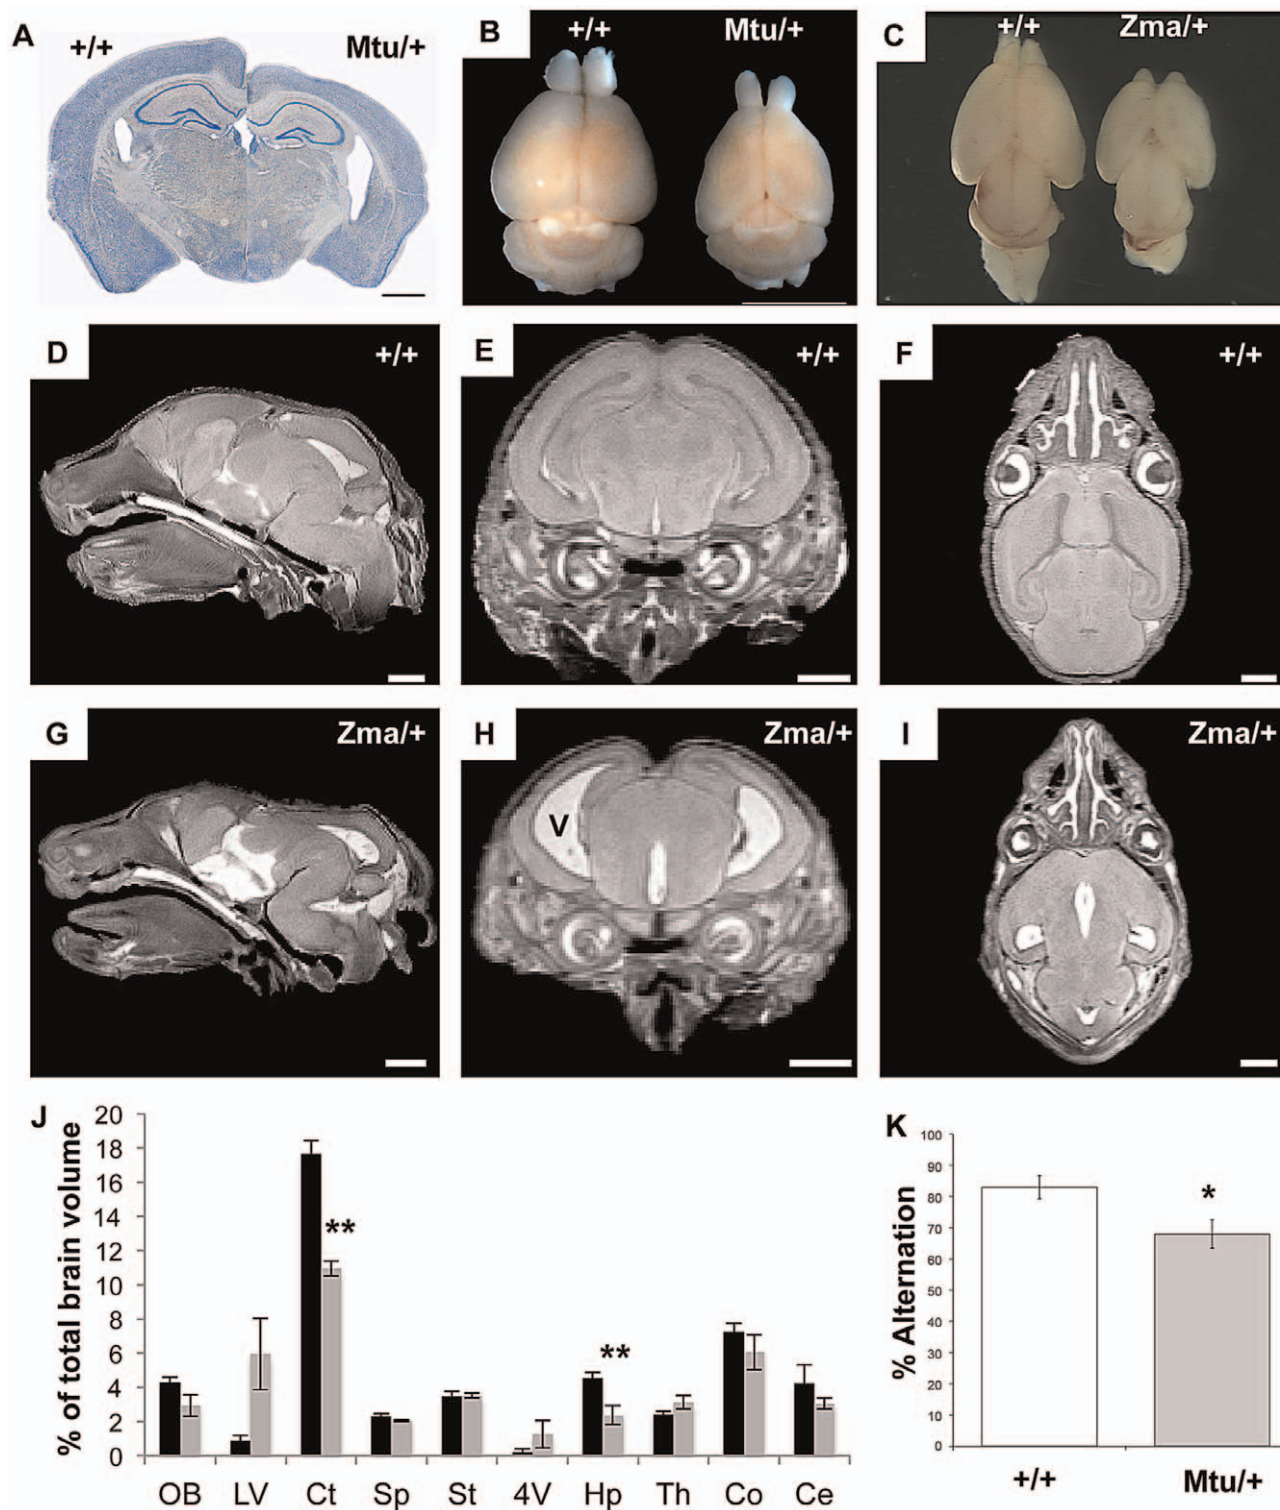 A +/+ Mtu/+
B +/+ Mtu/+
C +/+ Zma/+
D +/+
E +/+
F +/+
G Zma/+
H Zma/+
V
I Zma/+
J
% of total brain volume
20
18
16
14
12
10
8
6
4
2
0
**
**
OB LV Ct Sp St 4V Hp Th Co Ce
K
% Alternation
100
90
80
70
60
50
40
30
20
10
0
*
+/+ Mtu/+